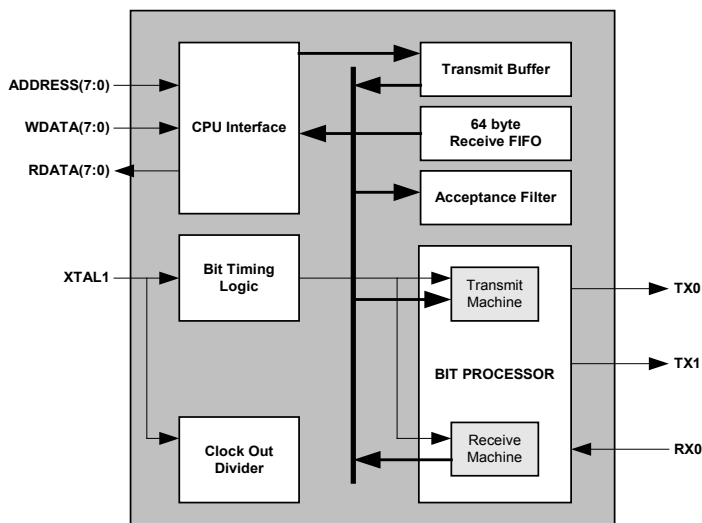 ADDRESS(7:0)
WDATA(7:0)
RDATA(7:0)
CPU Interface
Transmit Buffer
64 byte
Receive FIFO
Acceptance Filter
XTAL1
Bit Timing
Logic
Transmit
Machine
BIT PROCESSOR
Receive
Machine
Clock Out
Divider
TX0
TX1
RX0